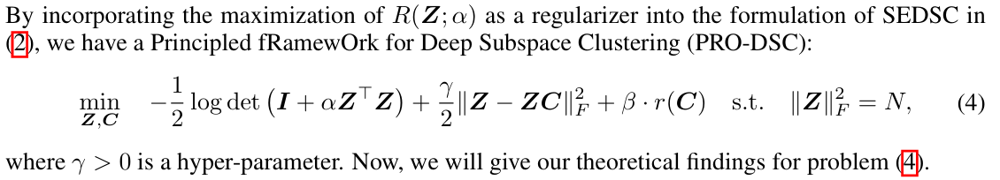 By incorporating the maximization of R(Z; α) as a regularizer into the formulation of SEDSC in
(2), we have a Principled fRamewOrk for Deep Subspace Clustering (PRO-DSC):
min_{Z,C} −\frac{1}{2} log det (I + αZ^⊤Z) + \frac{γ}{2}‖Z − ZC‖_F^2 + β · r(C) s.t. ‖Z‖_F^2 = N, (4)
where γ > 0 is a hyper-parameter. Now, we will give our theoretical findings for problem (4).